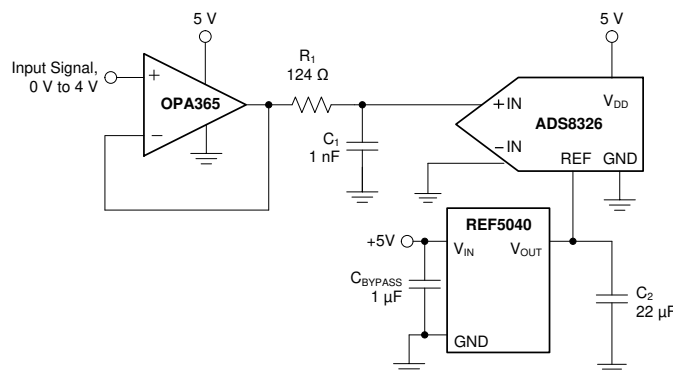 5 V
5 V
R1
124 Ω
Input Signal,
0 V to 4 V
+
OPA365
−
C1
1 nF
+IN
VDD
ADS8326
−IN
REF
GND
REF5040
+5V
VIN
VOUT
CBYPASS
1 µF
C2
22 µF
GND